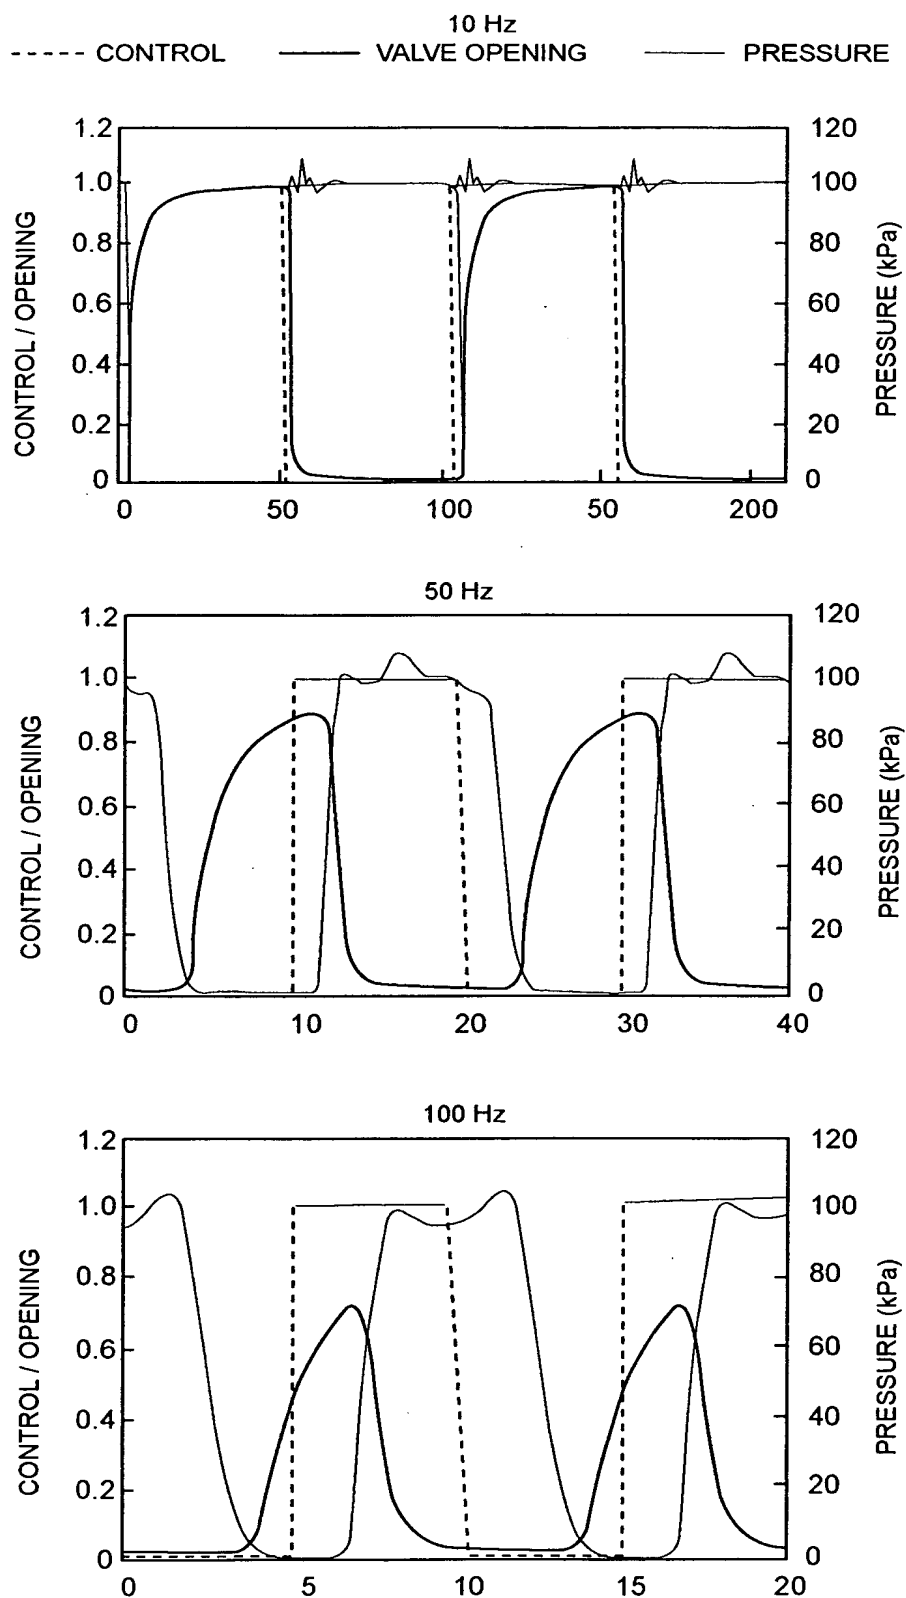 10 Hz
CONTROL VALVE OPENING PRESSURE
1.2 120
1.0 100
0.8 80
0.6 60
0.4 40
0.2 20
0 0
CONTROL / OPENING
PRESSURE (kPa)
0 50 100 50 200
50 Hz
1.2 120
1.0 100
0.8 80
0.6 60
0.4 40
0.2 20
0 0
CONTROL / OPENING
PRESSURE (kPa)
0 10 20 30 40
100 Hz
1.2 120
1.0 100
0.8 80
0.6 60
0.4 40
0.2 20
0 0
CONTROL / OPENING
PRESSURE (kPa)
0 5 10 15 20